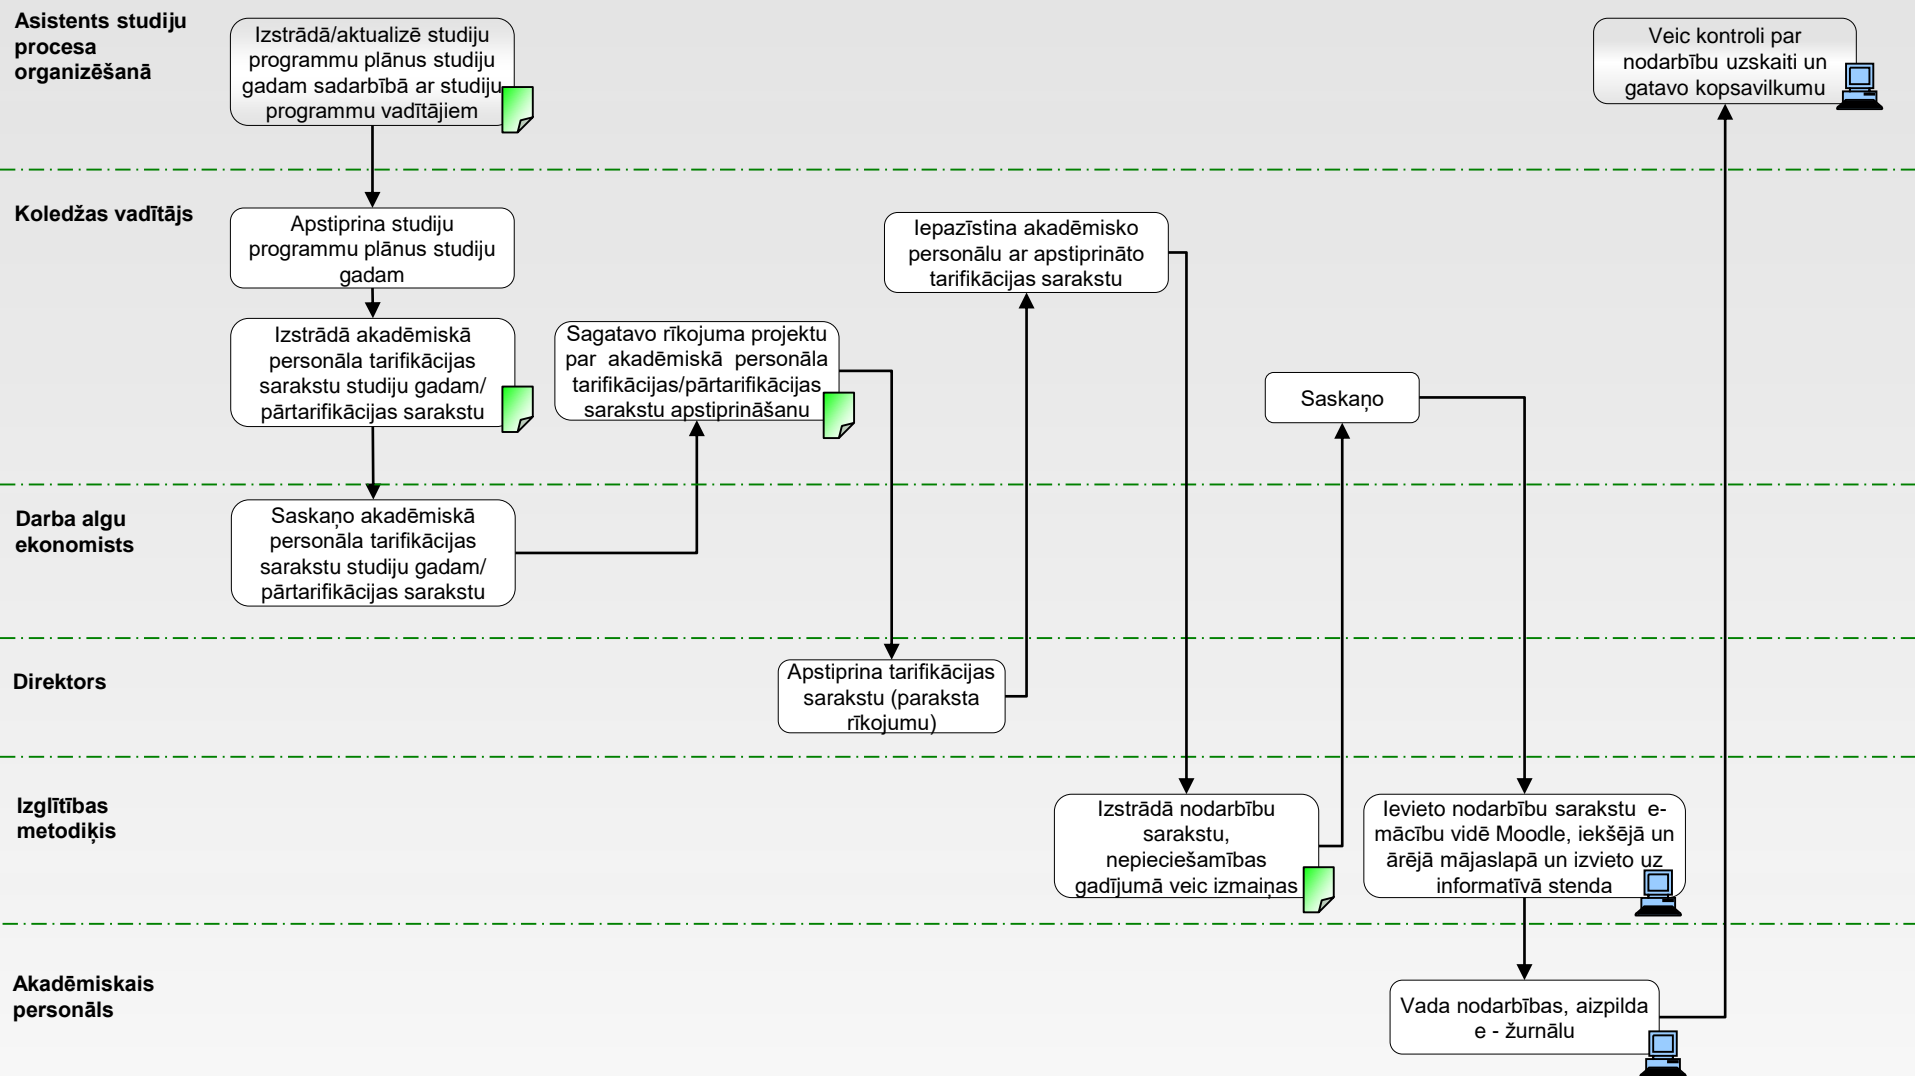 Asistents studiju
procesa
organizēšanā
Izstrādā/aktualizē studiju
programmu plānus studiju
gadam sadarbībā ar studiju
programmu vadītājiem
Veic kontroli par
nodarbību uzskaiti un
gatavo kopsavilkumu
Koledžas vadītājs
Apstiprina studiju
programmu plānus studiju
gadam
Iepazīstina akadēmisko
personālu ar apstiprināto
tarifikācijas sarakstu
Izstrādā akadēmiskā
personāla tarifikācijas
sarakstu studiju gadam/
pārtarifikācijas sarakstu
Sagatavo rīkojuma projektu
par akadēmiskā personāla
tarifikācijas/pārtarifikācijas
sarakstu apstiprināšanu
Saskaņo
Darba algu
ekonomists
Saskaņo akadēmiskā
personāla tarifikācijas
sarakstu studiju gadam/
pārtarifikācijas sarakstu
Direktors
Apstiprina tarifikācijas
sarakstu (paraksta
rīkojumu)
Izglītības
metodiķis
Izstrādā nodarbību
sarakstu,
nepieciešamības
gadījumā veic izmaiņas
Ievieto nodarbību sarakstu e-
mācību vidē Moodle, iekšējā un
ārējā mājaslapā un izvieto uz
informatīvā stenda
Akadēmiskais
personāls
Vada nodarbības, aizpilda
e - žurnālu